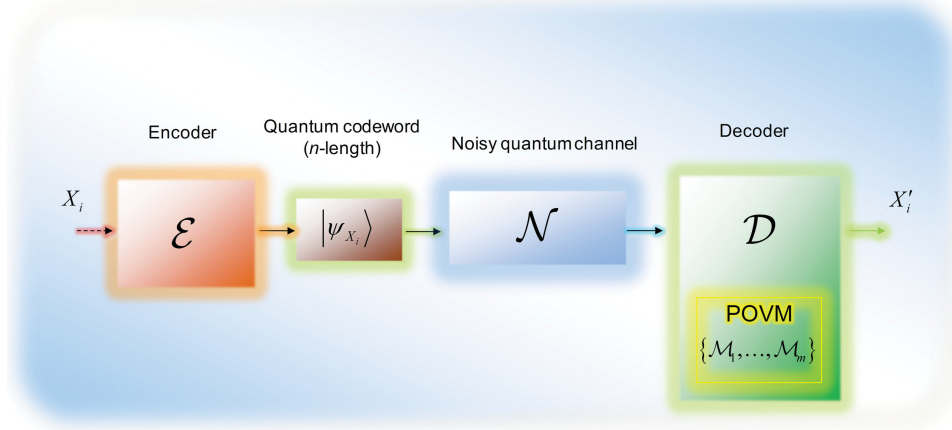 Encoder
Quantum codeword
(n-length)
Noisy quantum channel
Decoder
X_i
ℰ
|ψ_{X_i}⟩
𝒩
𝒟
X'_i
POVM
{ℳ_1,…,ℳ_m}